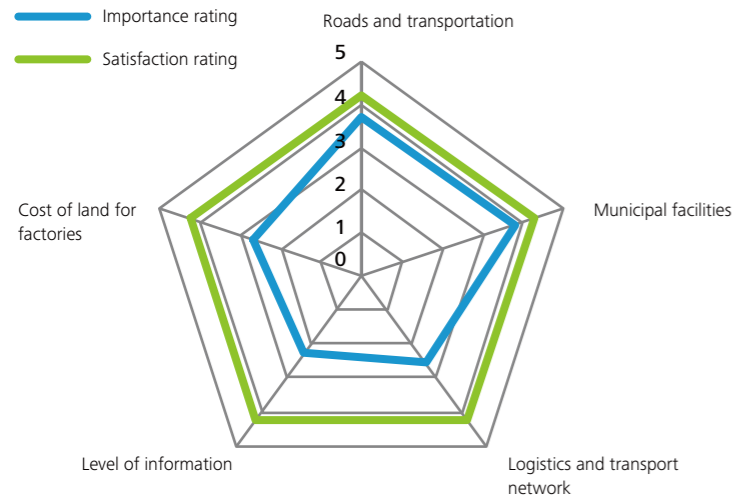 Importance rating
Satisfaction rating
Roads and transportation
5
4
3
2
1
0
Cost of land for
factories
Municipal facilities
Level of information
Logistics and transport
network